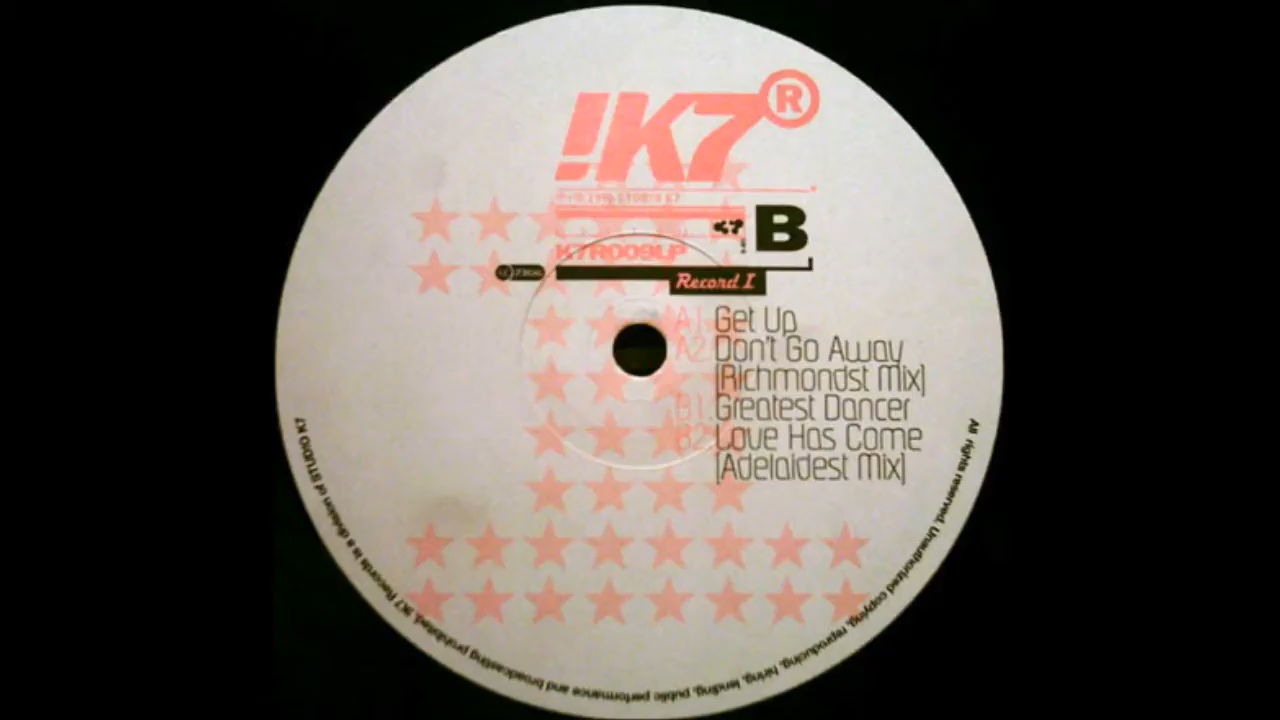 !K7®
K7R009LP
B
Record I
A1. Get Up
A2. Don't Go Away
(Richmondst Mix)
B1. Greatest Dancer
B2. Love Has Come
(Adelaidest Mix)
All rights reserved. Unauthorized copying, reproducing, hiring, lending, public performance and broadcasting prohibited. !K7 Records is a division of STUDIO K7